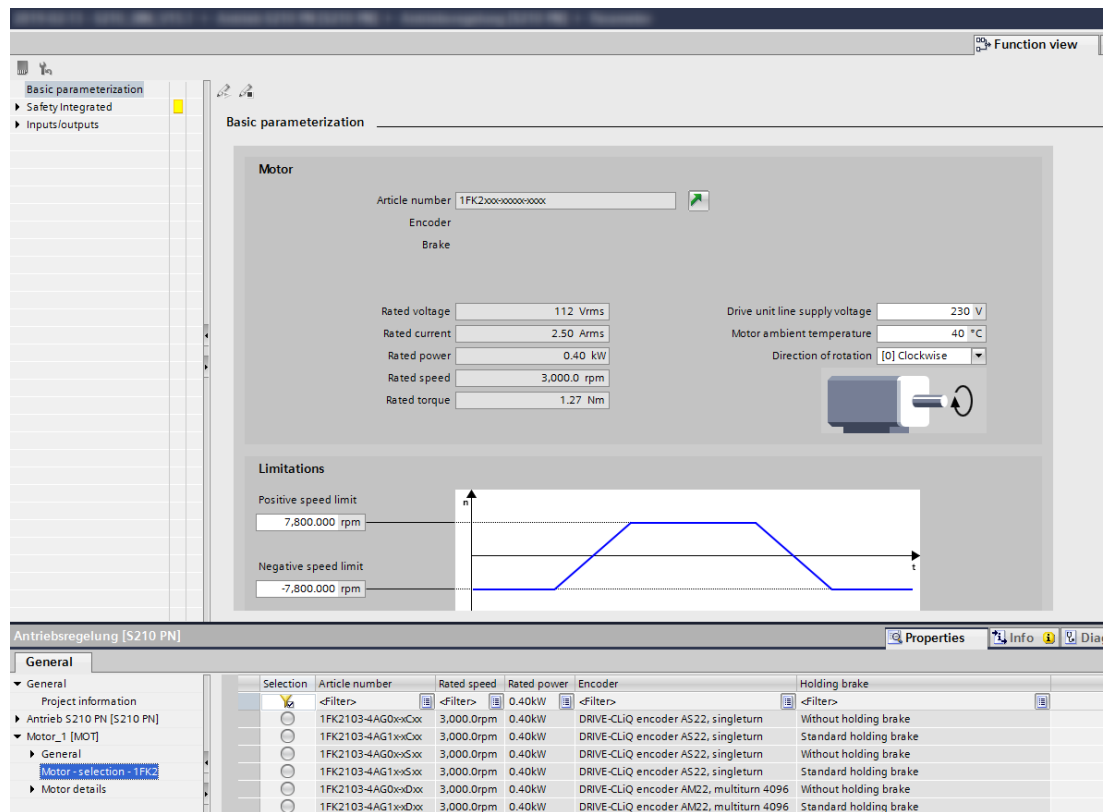 Function view
Basic parameterization
Safety Integrated
Inputs/outputs
Basic parameterization
Motor
Article number 1FK2xxx-xxxxx-xxxx
Encoder
Brake
Rated voltage 112 Vrms Drive unit line supply voltage 230 V
Rated current 2.50 Arms Motor ambient temperature 40 °C
Rated power 0.40 kW Direction of rotation [0] Clockwise
Rated speed 3,000.0 rpm
Rated torque 1.27 Nm
Limitations
Positive speed limit
n
7,800.000 rpm
Negative speed limit
t
-7,800.000 rpm
Antriebsregelung [S210 PN] Properties Info Dia
General
General
Project information
Antrieb S210 PN [S210 PN]
Motor_1 [MOT]
General
Motor - selection - 1FK2
Motor details
Selection Article number Rated speed Rated power Encoder Holding brake
<Filter> <Filter> 0.40kW <Filter> <Filter>
1FK2103-4AG0x-xCxx 3,000.0rpm 0.40kW DRIVE-CLiQ encoder AS22, singleturn Without holding brake
1FK2103-4AG1x-xCxx 3,000.0rpm 0.40kW DRIVE-CLiQ encoder AS22, singleturn Standard holding brake
1FK2103-4AG0x-xSxx 3,000.0rpm 0.40kW DRIVE-CLiQ encoder AS22, singleturn Without holding brake
1FK2103-4AG1x-xSxx 3,000.0rpm 0.40kW DRIVE-CLiQ encoder AS22, singleturn Standard holding brake
1FK2103-4AG0x-xDxx 3,000.0rpm 0.40kW DRIVE-CLiQ encoder AM22, multiturn 4096 Without holding brake
1FK2103-4AG1x-xDxx 3,000.0rpm 0.40kW DRIVE-CLiQ encoder AM22, multiturn 4096 Standard holding brake